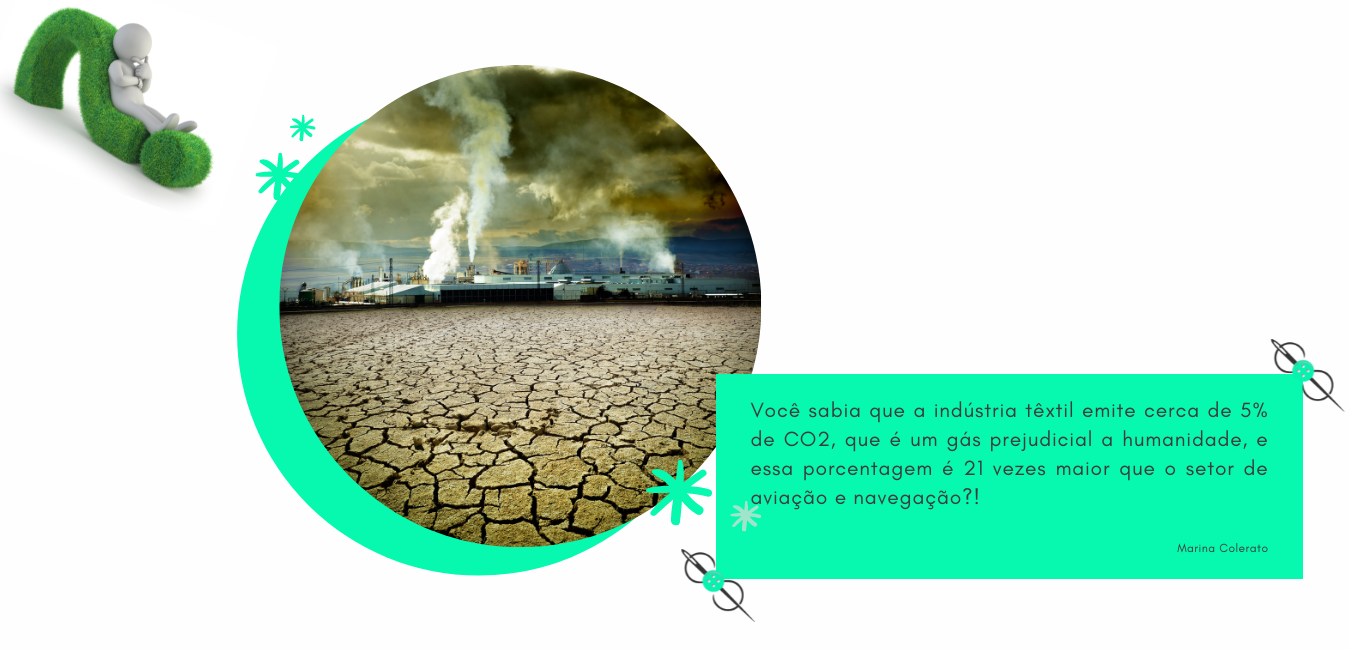 Você sabia que a indústria têxtil emite cerca de 5%
de CO2, que é um gás prejudicial a humanidade, e
essa porcentagem é 21 vezes maior que o setor de
aviação e navegação?!
Marina Colerato